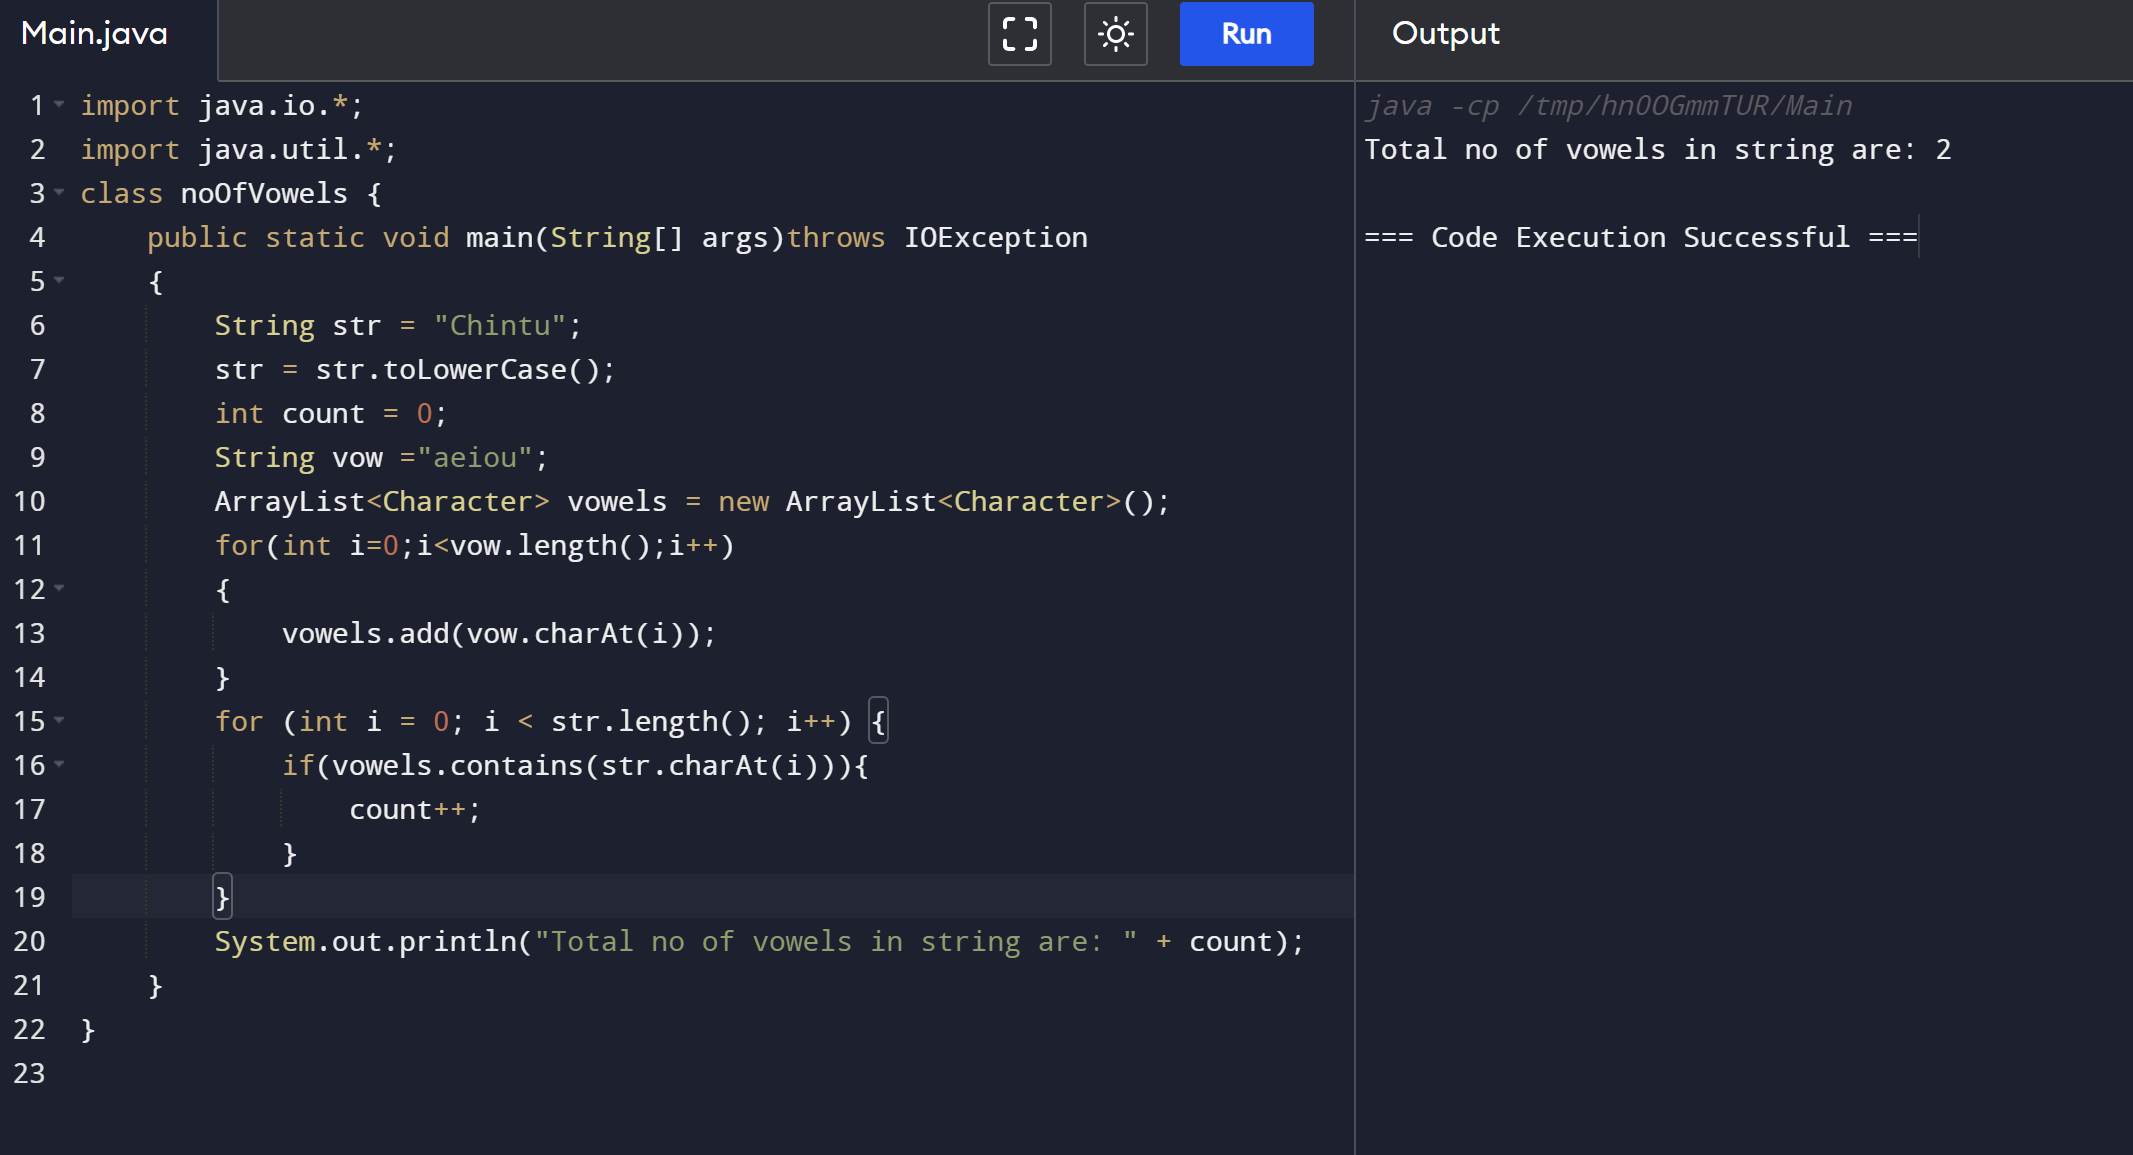 Main.java
Run
Output
1 import java.io.*;
2 import java.util.*;
3 class noOfVowels {
4     public static void main(String[] args)throws IOException
5     {
6         String str = "Chintu";
7         str = str.toLowerCase();
8         int count = 0;
9         String vow ="aeiou";
10         ArrayList<Character> vowels = new ArrayList<Character>();
11         for(int i=0;i<vow.length();i++)
12         {
13             vowels.add(vow.charAt(i));
14         }
15         for (int i = 0; i < str.length(); i++) {
16             if(vowels.contains(str.charAt(i))){
17                 count++;
18             }
19         }
20         System.out.println("Total no of vowels in string are: " + count);
21     }
22 }
23
java -cp /tmp/hnOOGmmTUR/Main
Total no of vowels in string are: 2
=== Code Execution Successful ===